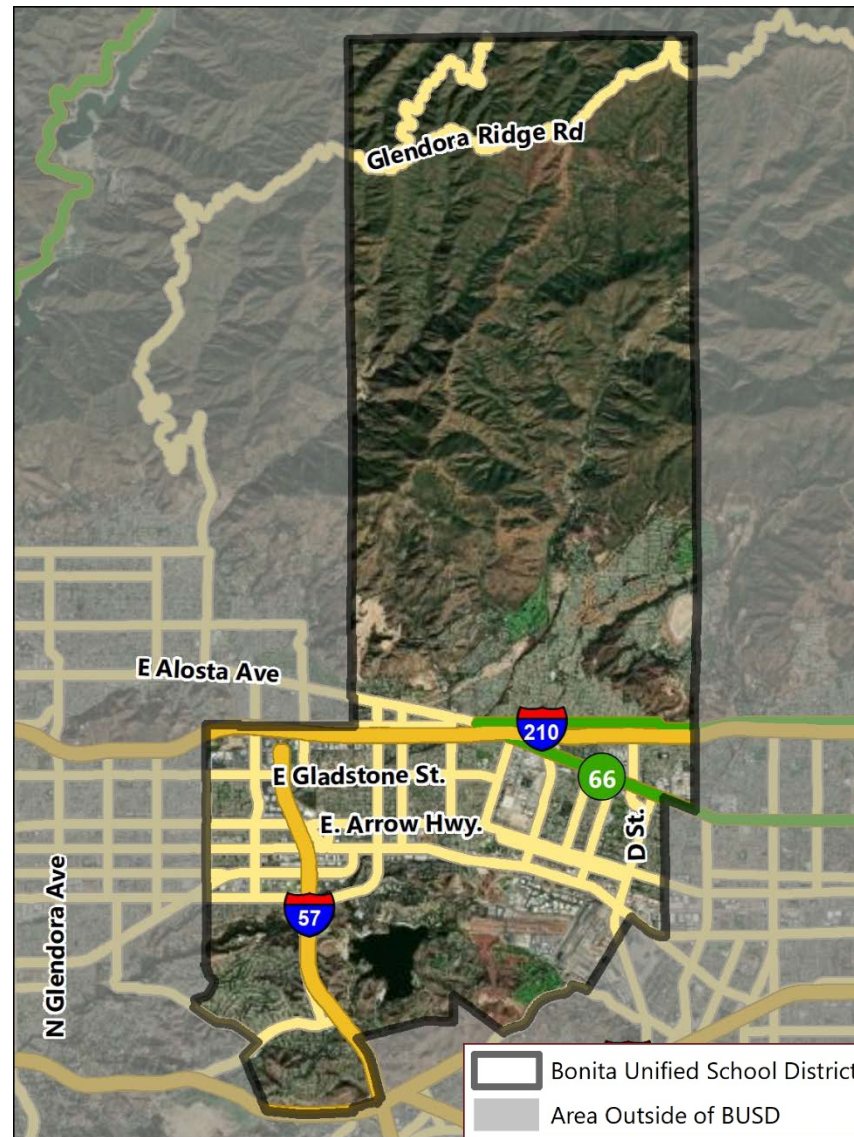 Glendora Ridge Rd
E Alosta Ave
210
E Gladstone St.
66
E. Arrow Hwy.
D St.
57
N Glendora Ave
Bonita Unified School District
Area Outside of BUSD